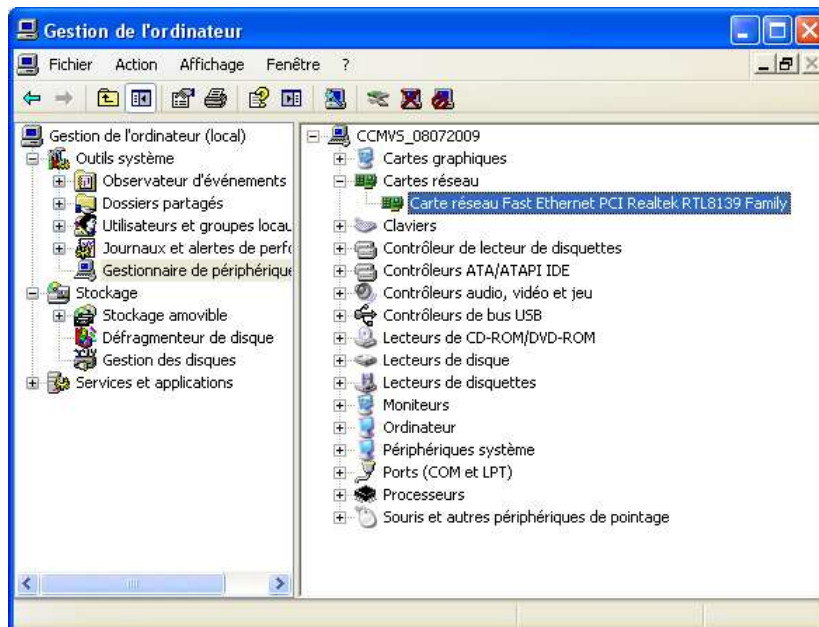 Gestion de l'ordinateur
Fichier Action Affichage Fenêtre ?
Gestion de l'ordinateur (local)
Outils système
Observateur d'événements
Dossiers partagés
Utilisateurs et groupes locau
Journaux et alertes de perfo
Gestionnaire de périphérique
Stockage
Stockage amovible
Défragmenteur de disque
Gestion des disques
Services et applications
CCMVS_08072009
Cartes graphiques
Cartes réseau
Carte réseau Fast Ethernet PCI Realtek RTL8139 Family
Claviers
Contrôleur de lecteur de disquettes
Contrôleurs ATA/ATAPI IDE
Contrôleurs audio, vidéo et jeu
Contrôleurs de bus USB
Lecteurs de CD-ROM/DVD-ROM
Lecteurs de disque
Lecteurs de disquettes
Moniteurs
Ordinateur
Périphériques système
Ports (COM et LPT)
Processeurs
Souris et autres périphériques de pointage